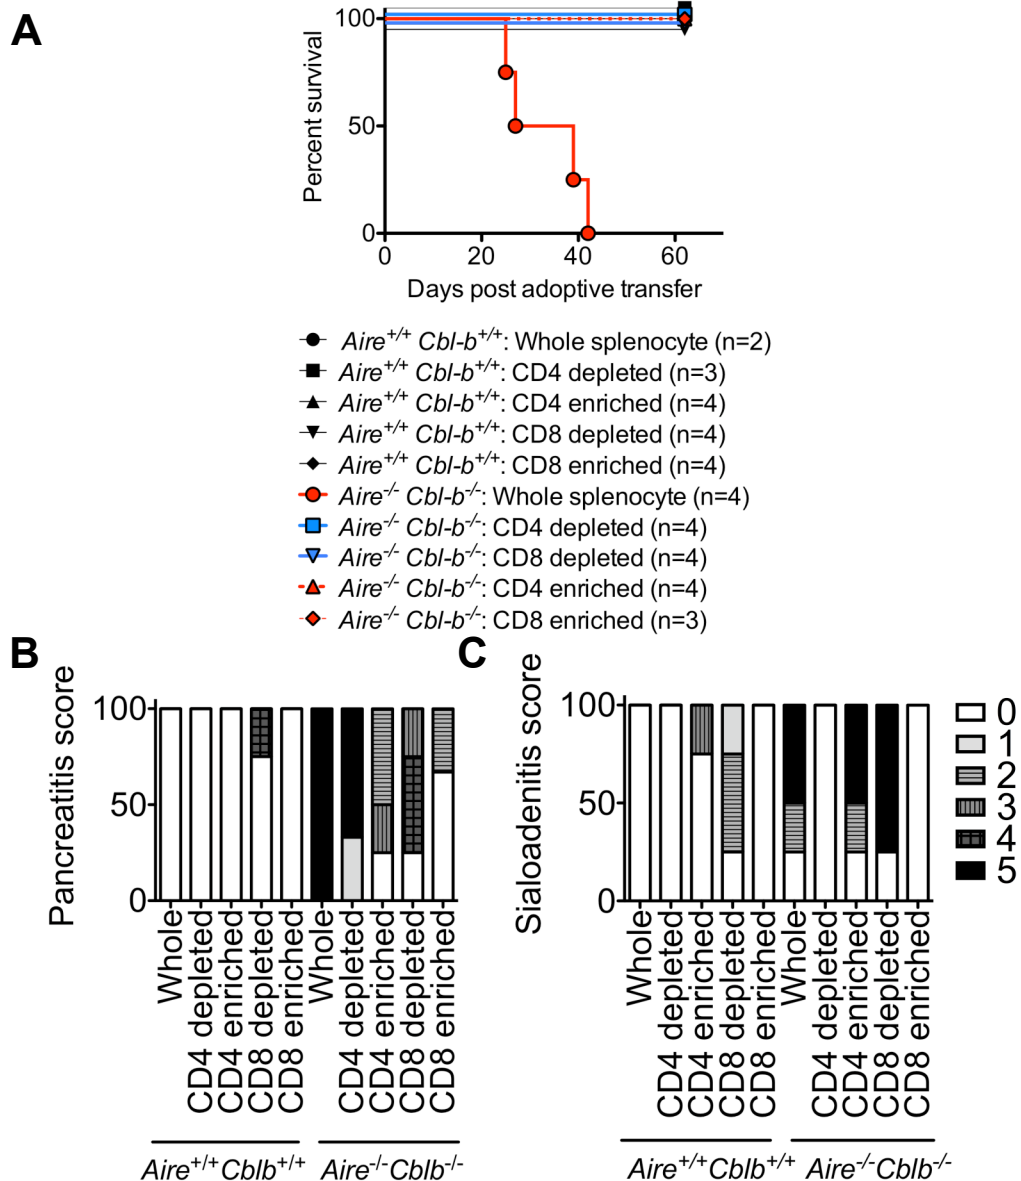 A
Percent survival
100
50
0
0 20 40 60
Days post adoptive transfer
Aire+/+ Cbl-b+/+: Whole splenocyte (n=2)
Aire+/+ Cbl-b+/+: CD4 depleted (n=3)
Aire+/+ Cbl-b+/+: CD4 enriched (n=4)
Aire+/+ Cbl-b+/+: CD8 depleted (n=4)
Aire+/+ Cbl-b+/+: CD8 enriched (n=4)
Aire-/- Cbl-b-/-: Whole splenocyte (n=4)
Aire-/- Cbl-b-/-: CD4 depleted (n=4)
Aire-/- Cbl-b-/-: CD8 depleted (n=4)
Aire-/- Cbl-b-/-: CD4 enriched (n=4)
Aire-/- Cbl-b-/-: CD8 enriched (n=3)
B
Pancreatitis score
100
50
0
Whole
CD4 depleted
CD4 enriched
CD8 depleted
CD8 enriched
Whole
CD4 depleted
CD4 enriched
CD8 depleted
CD8 enriched
Aire+/+Cblb+/+
Aire-/-Cblb-/-
C
Sialoadenitis score
100
50
0
Whole
CD4 depleted
CD4 enriched
CD8 depleted
CD8 enriched
Whole
CD4 depleted
CD4 enriched
CD8 depleted
CD8 enriched
Aire+/+Cblb+/+
Aire-/-Cblb-/-
0
1
2
3
4
5